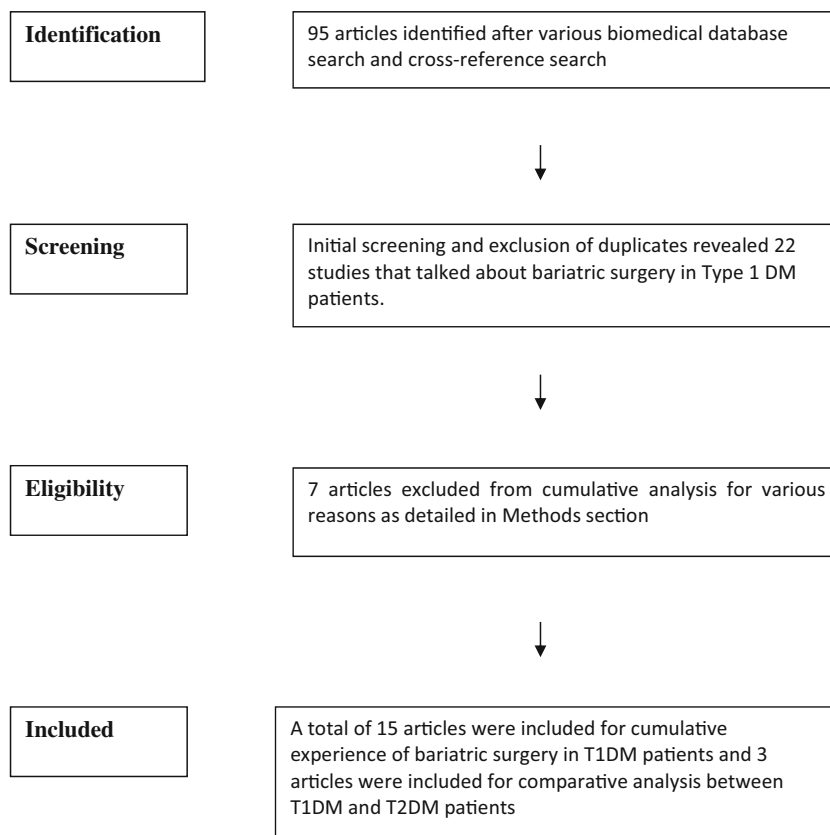 Identification
95 articles identified after various biomedical database
search and cross-reference search
Screening
Initial screening and exclusion of duplicates revealed 22
studies that talked about bariatric surgery in Type 1 DM
patients.
Eligibility
7 articles excluded from cumulative analysis for various
reasons as detailed in Methods section
Included
A total of 15 articles were included for cumulative
experience of bariatric surgery in T1DM patients and 3
articles were included for comparative analysis between
T1DM and T2DM patients